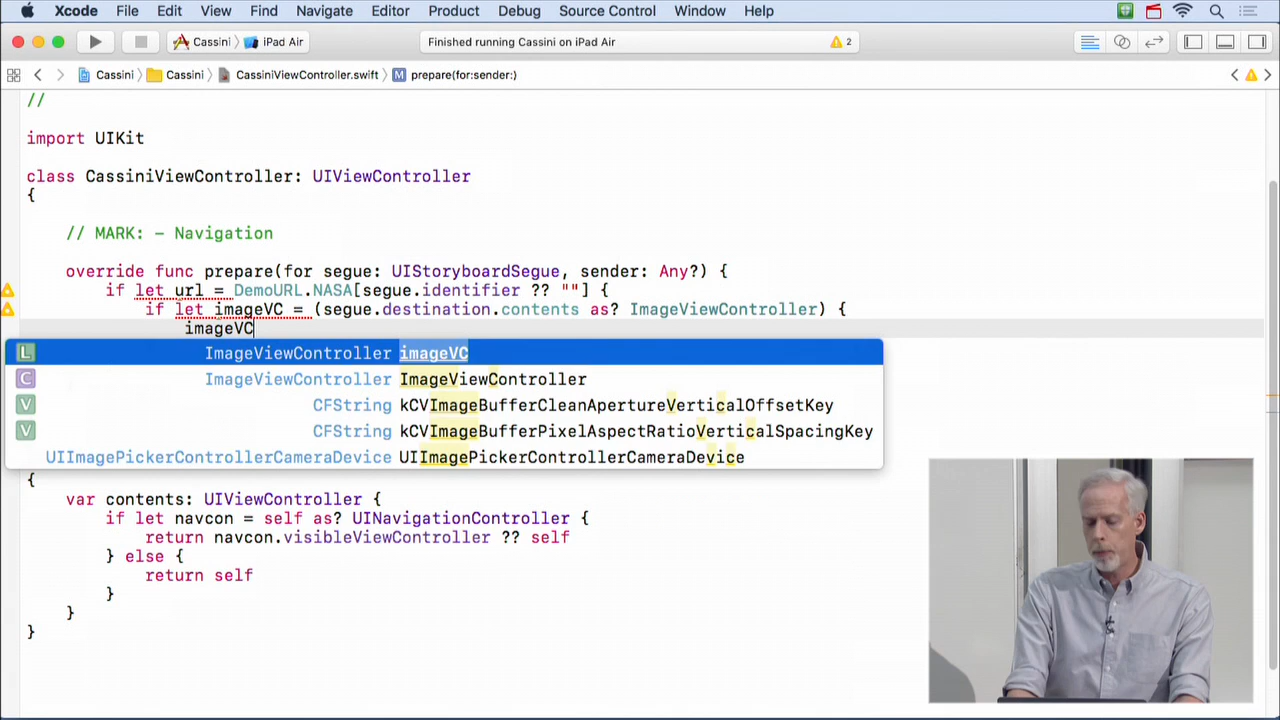 Xcode File Edit View Find Navigate Editor Product Debug Source Control Window Help
Cassini iPad Air Finished running Cassini on iPad Air 2
Cassini Cassini CassiniViewController.swift M prepare(for:sender:)
//
import UIKit
class CassiniViewController: UIViewController
{
// MARK: - Navigation
override func prepare(for segue: UIStoryboardSegue, sender: Any?) {
if let url = DemoURL.NASA[segue.identifier ?? ""] {
if let imageVC = (segue.destination.contents as? ImageViewController) {
imageVC
L ImageViewController imageVC
C ImageViewController ImageViewController
V CFString kCVImageBufferCleanApertureVerticalOffsetKey
V CFString kCVImageBufferPixelAspectRatioVerticalSpacingKey
UIImagePickerControllerCameraDevice UIImagePickerControllerCameraDevice
{
var contents: UIViewController {
if let navcon = self as? UINavigationController {
return navcon.visibleViewController ?? self
} else {
return self
}
}
}